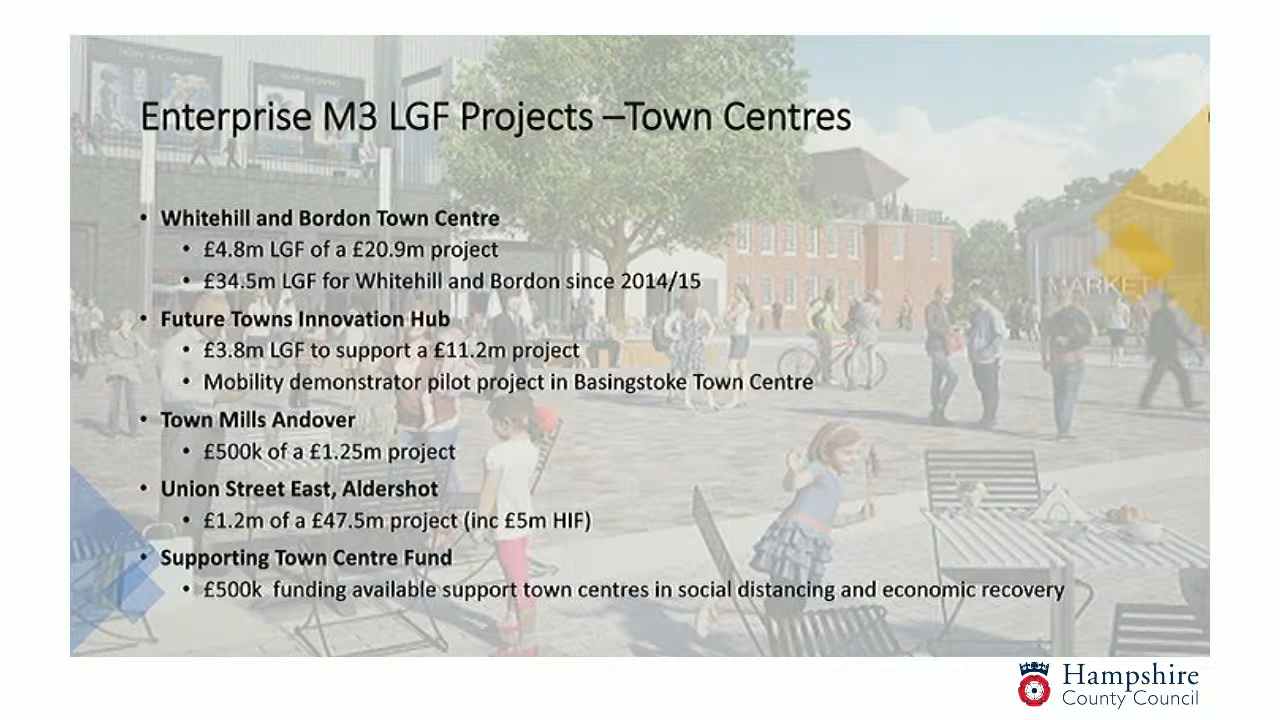 Enterprise M3 LGF Projects –Town Centres
• Whitehill and Bordon Town Centre
• £4.8m LGF of a £20.9m project
• £34.5m LGF for Whitehill and Bordon since 2014/15
• Future Towns Innovation Hub
• £3.8m LGF to support a £11.2m project
• Mobility demonstrator pilot project in Basingstoke Town Centre
• Town Mills Andover
• £500k of a £1.25m project
• Union Street East, Aldershot
• £1.2m of a £47.5m project (inc £5m HIF)
• Supporting Town Centre Fund
• £500k  funding available support town centres in social distancing and economic recovery
MARKET
Hampshire
County Council